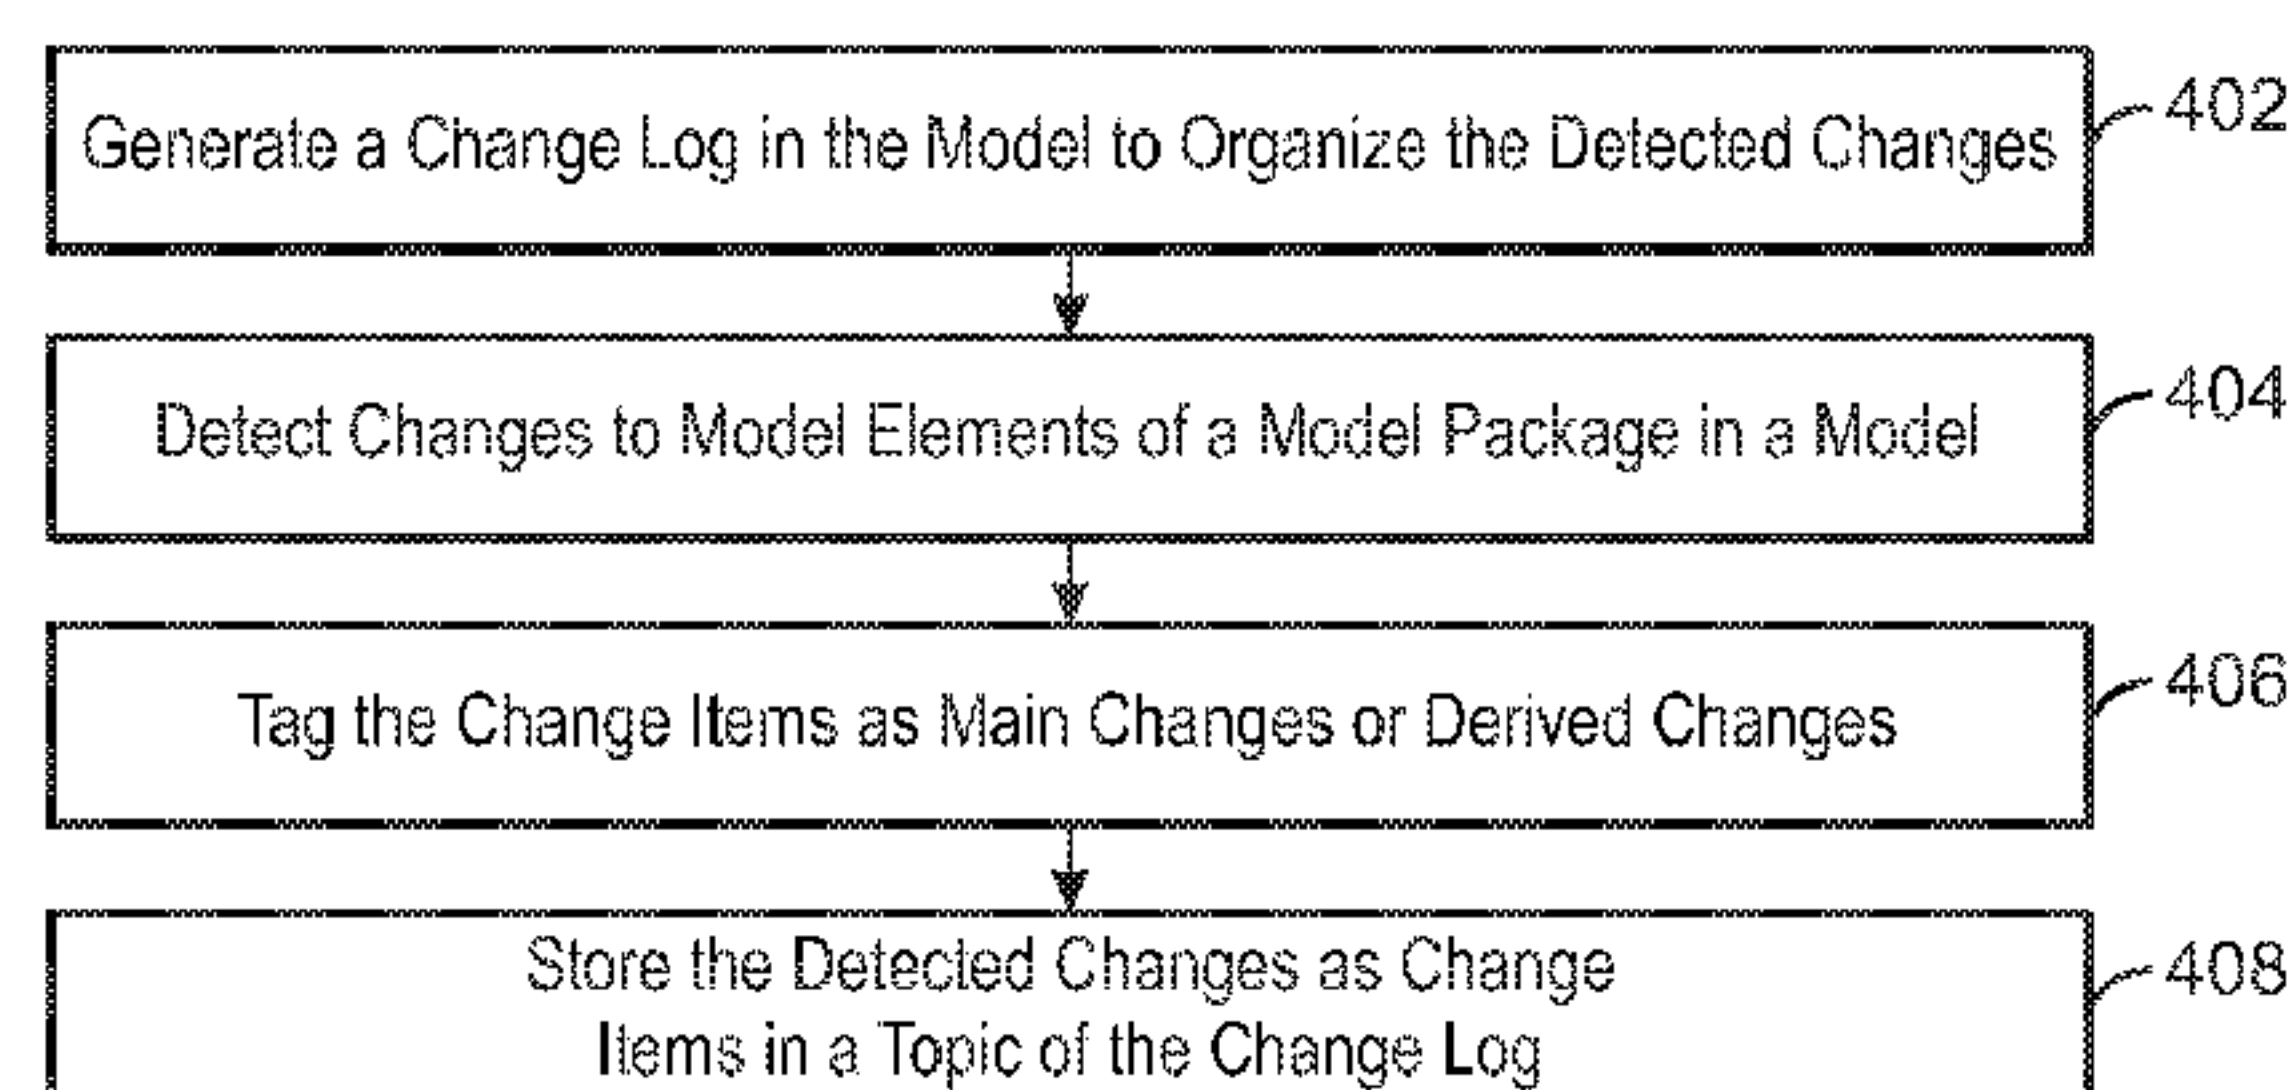 Generate a Change Log in the Model to Organize the Detected Changes
402
Detect Changes to Model Elements of a Model Package in a Model
404
Tag the Change Items as Main Changes or Derived Changes
406
Store the Detected Changes as Change
Items in a Topic of the Change Log
408